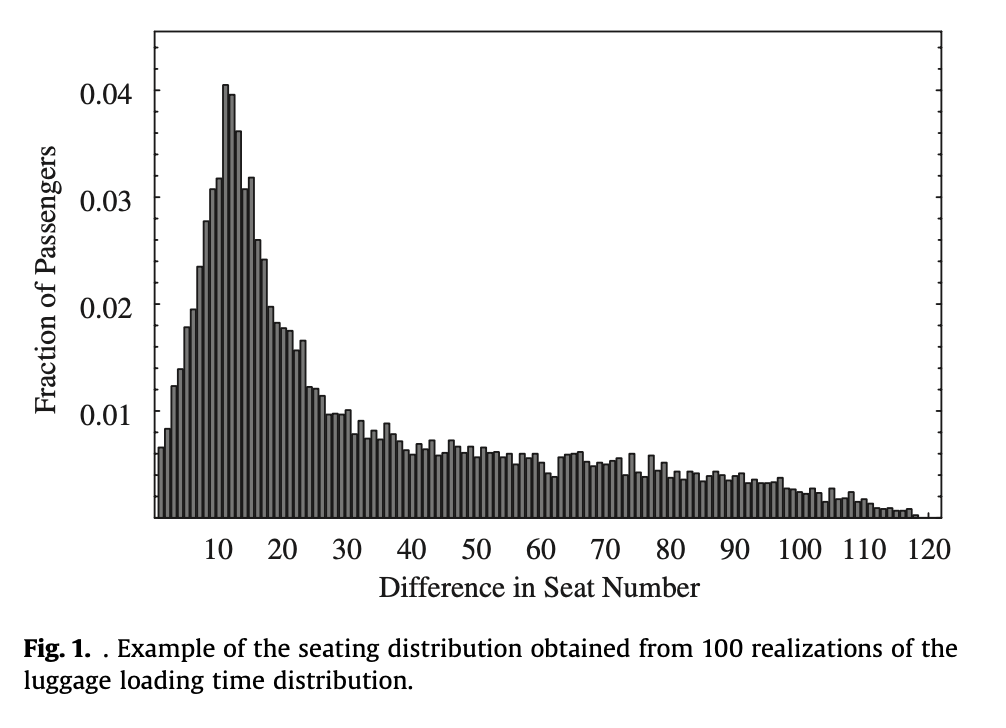 Fraction of Passengers
0.04
0.03
0.02
0.01
10 20 30 40 50 60 70 80 90 100 110 120
Difference in Seat Number
Fig. 1. . Example of the seating distribution obtained from 100 realizations of the
luggage loading time distribution.